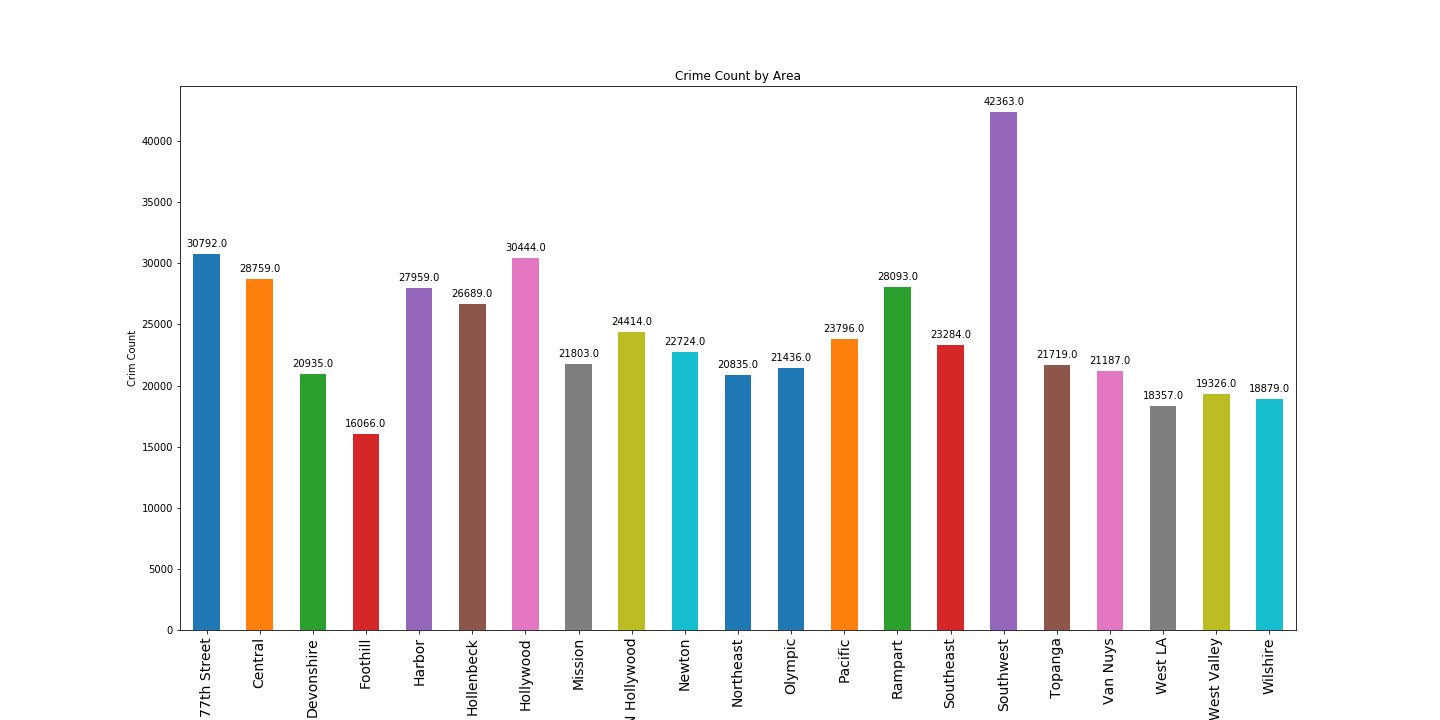 Crime Count by Area
Crim Count
40000
35000
30000
25000
20000
15000
10000
5000
0
30792.0
28759.0
20935.0
16066.0
27959.0
26689.0
30444.0
21803.0
24414.0
22724.0
20835.0
21436.0
23796.0
28093.0
23284.0
42363.0
21719.0
21187.0
18357.0
19326.0
18879.0
77th Street
Central
Devonshire
Foothill
Harbor
Hollenbeck
Hollywood
Mission
N Hollywood
Newton
Northeast
Olympic
Pacific
Rampart
Southeast
Southwest
Topanga
Van Nuys
West LA
West Valley
Wilshire